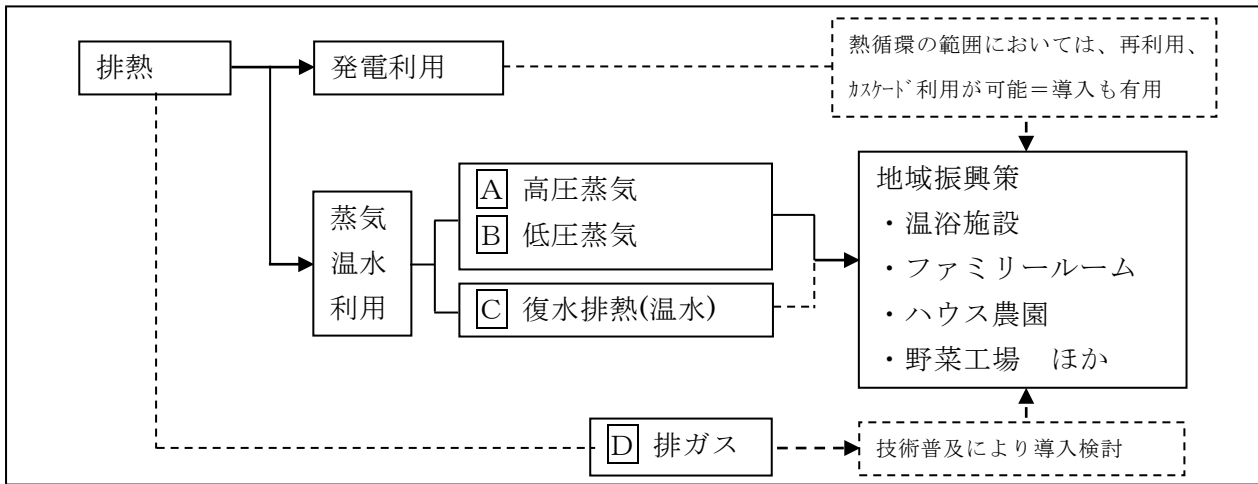 排熱
発電利用
熱循環の範囲においては、再利用、
ｶｽｹｰﾄﾞ利用が可能＝導入も有用
蒸気
温水
利用
A 高圧蒸気
B 低圧蒸気
C 復水排熱(温水)
地域振興策
・温浴施設
・ファミリールーム
・ハウス農園
・野菜工場　ほか
D 排ガス
技術普及により導入検討